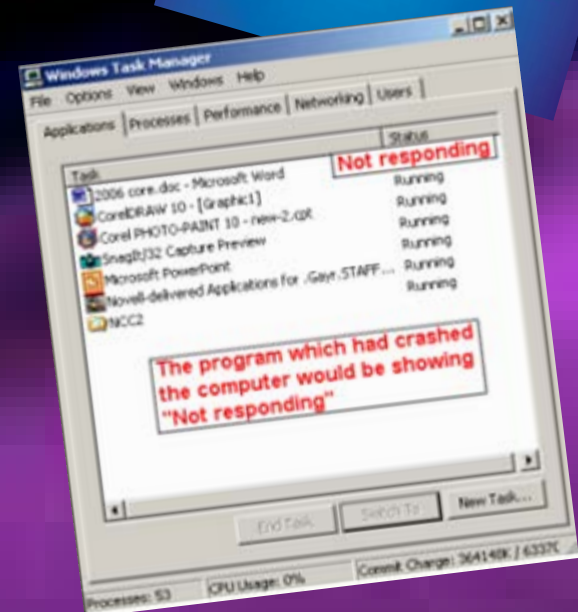 Windows Task Manager
File Options View Windows Help
Applications Processes Performance Networking Users
Task Status
2006 core.doc - Microsoft Word Not responding
CorelDRAW 10 - [Graphic1] Running
Corel PHOTO-PAINT 10 - new-2.cpt Running
SnagIt/32 Capture Preview Running
Microsoft PowerPoint Running
Novell-delivered Applications for .Gayr.STAFF... Running
NCC2 Running
The program which had crashed
the computer would be showing
"Not responding"
End Task Switch To New Task...
Processes: 53 CPU Usage: 0% Commit Charge: 364148K /